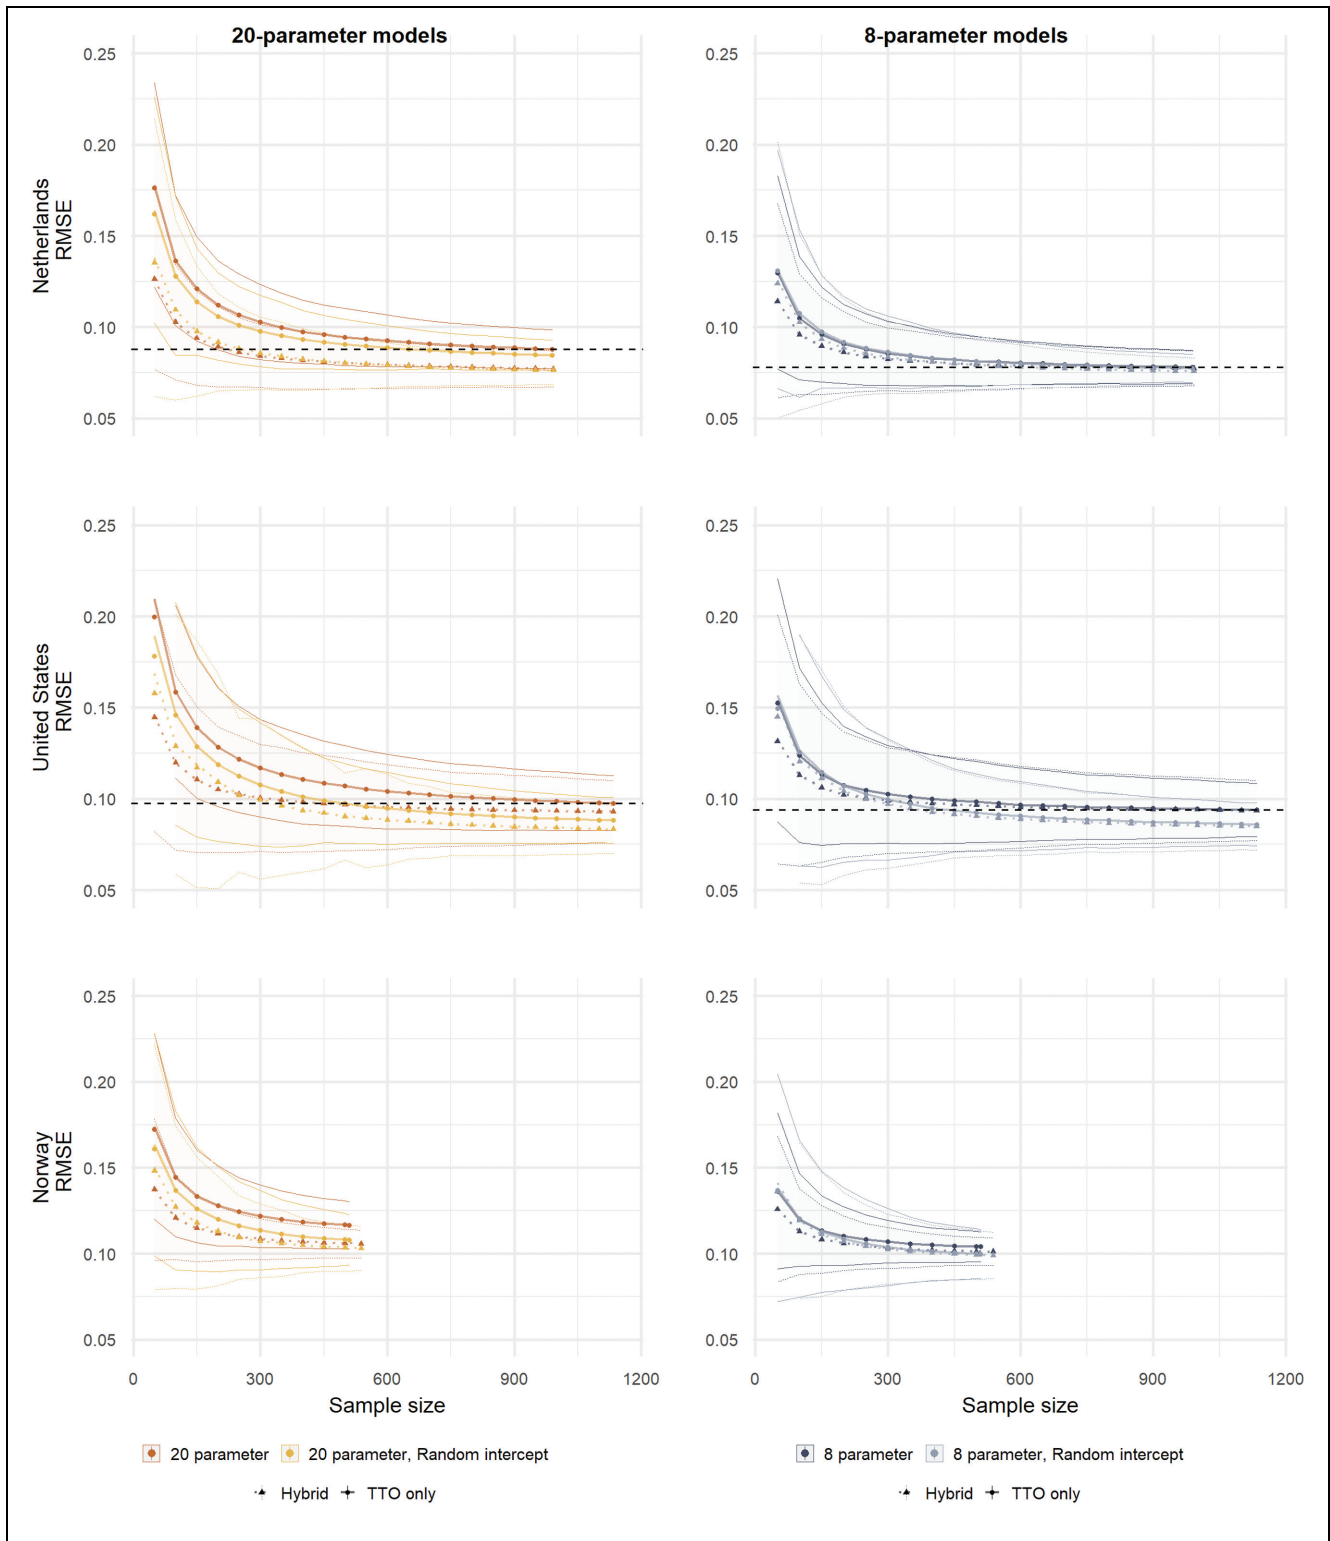 20-parameter models
8-parameter models
Netherlands
RMSE
0.25
0.20
0.15
0.10
0.05
0.25
0.20
0.15
0.10
0.05
United States
RMSE
0.25
0.20
0.15
0.10
0.05
0.25
0.20
0.15
0.10
0.05
Norway
RMSE
0.25
0.20
0.15
0.10
0.05
0.25
0.20
0.15
0.10
0.05
0 300 600 900 1200
0 300 600 900 1200
Sample size
Sample size
20 parameter 20 parameter, Random intercept
8 parameter 8 parameter, Random intercept
Hybrid TTO only
Hybrid TTO only